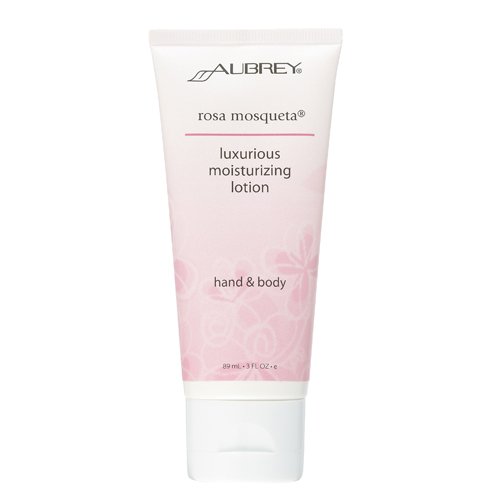 AUBREY®
rosa mosqueta®
luxurious
moisturizing
lotion
hand & body
89 mL • 3 FL OZ • e